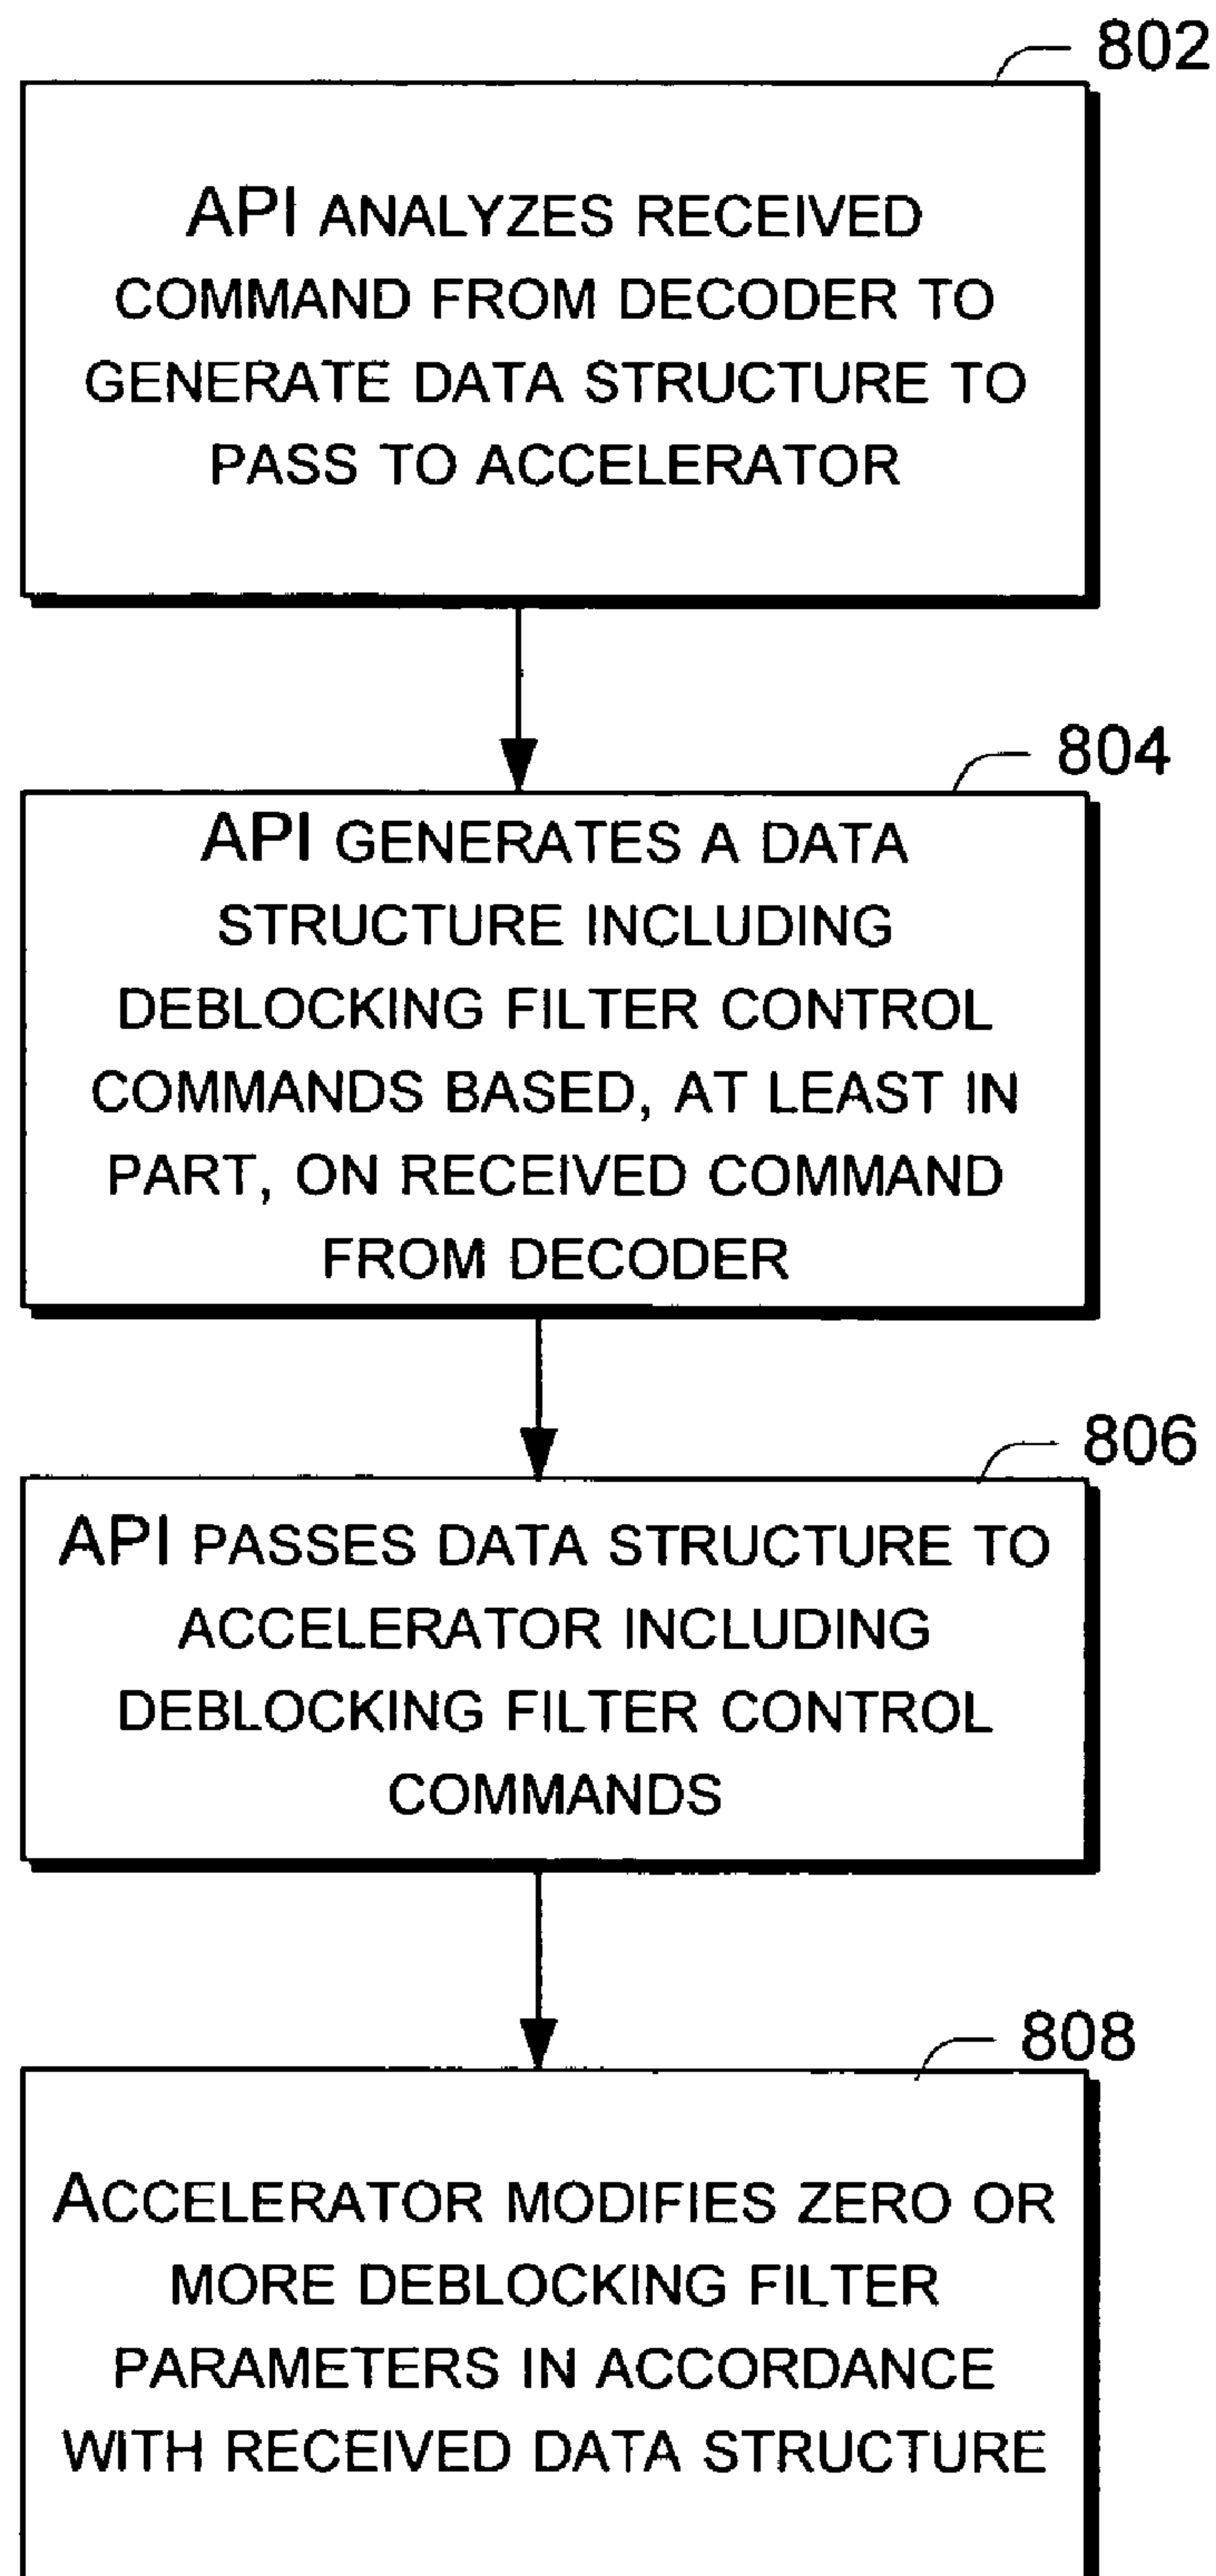 802
API ANALYZES RECEIVED
COMMAND FROM DECODER TO
GENERATE DATA STRUCTURE TO
PASS TO ACCELERATOR
804
API GENERATES A DATA
STRUCTURE INCLUDING
DEBLOCKING FILTER CONTROL
COMMANDS BASED, AT LEAST IN
PART, ON RECEIVED COMMAND
FROM DECODER
806
API PASSES DATA STRUCTURE TO
ACCELERATOR INCLUDING
DEBLOCKING FILTER CONTROL
COMMANDS
808
ACCELERATOR MODIFIES ZERO OR
MORE DEBLOCKING FILTER
PARAMETERS IN ACCORDANCE
WITH RECEIVED DATA STRUCTURE